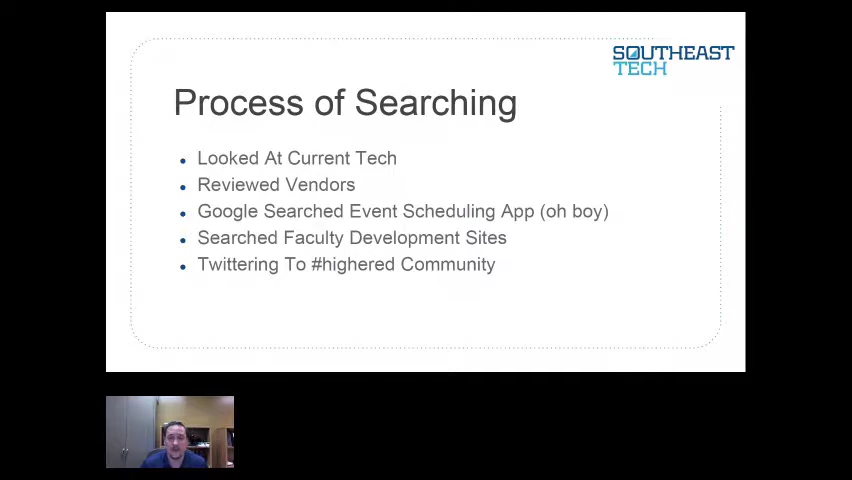 SOUTHEAST
TECH
Process of Searching
Looked At Current Tech
Reviewed Vendors
Google Searched Event Scheduling App (oh boy)
Searched Faculty Development Sites
Twittering To #highered Community